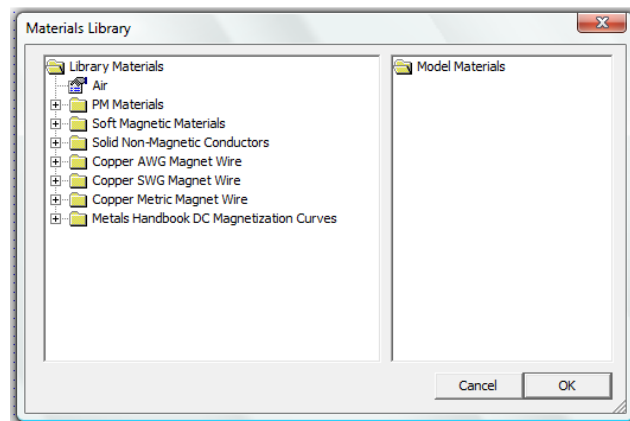 Materials Library
Library Materials
Air
PM Materials
Soft Magnetic Materials
Solid Non-Magnetic Conductors
Copper AWG Magnet Wire
Copper SWG Magnet Wire
Copper Metric Magnet Wire
Metals Handbook DC Magnetization Curves
Model Materials
Cancel
OK